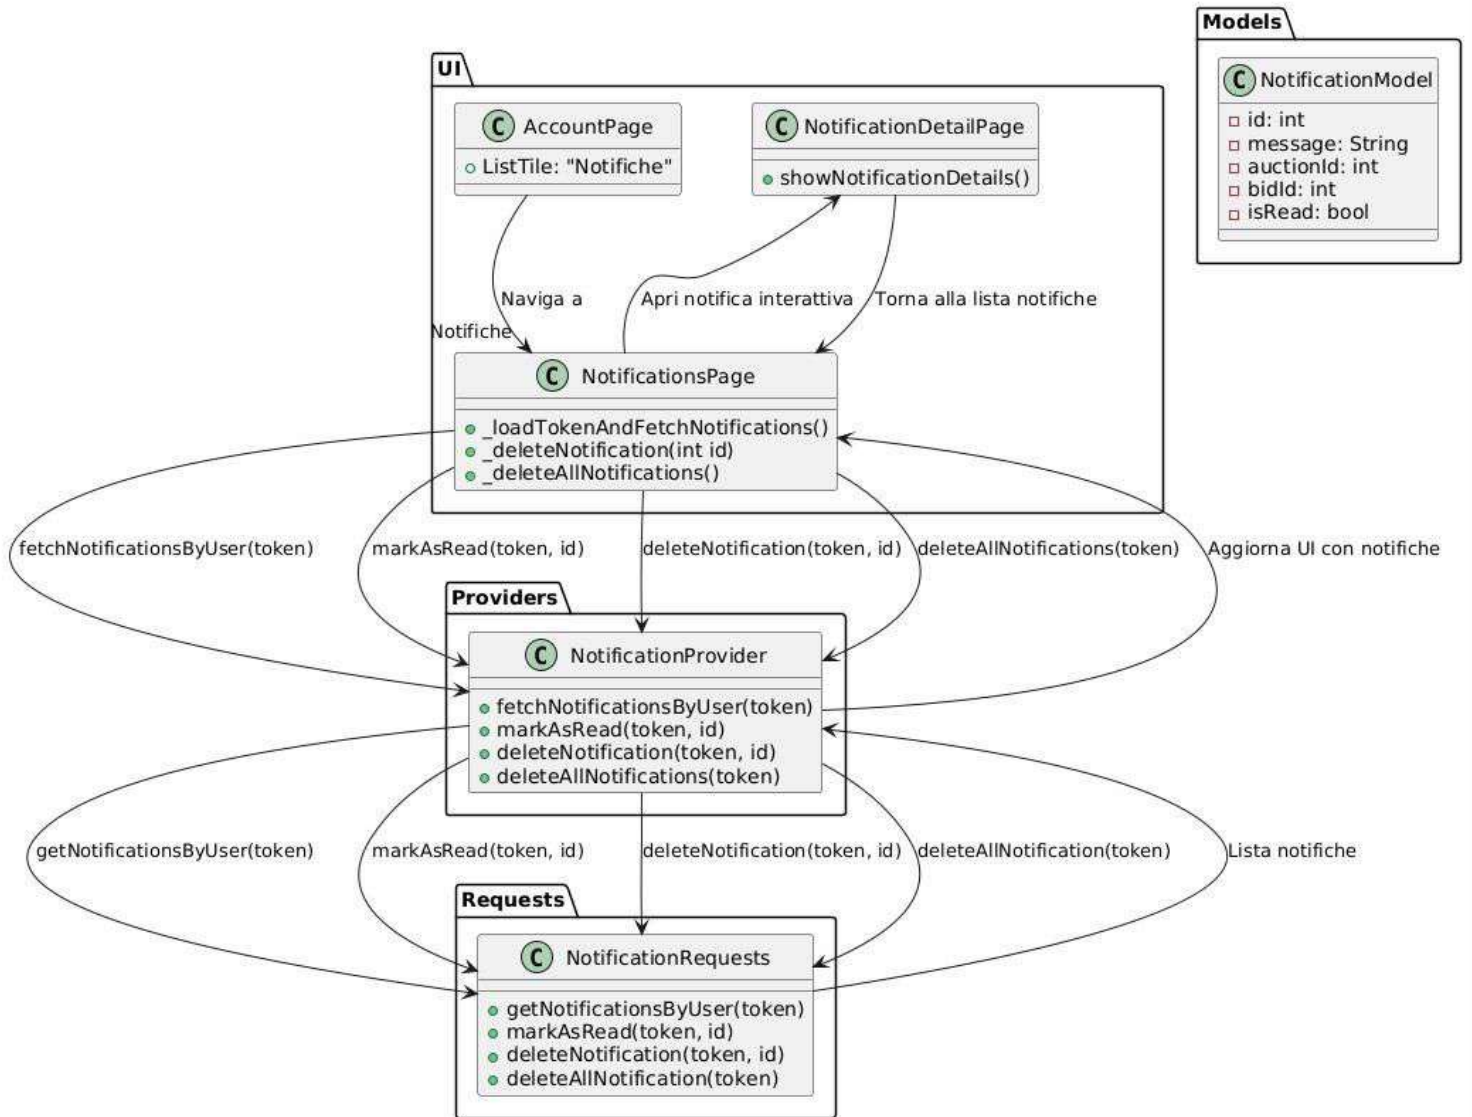 Models
NotificationModel
id: int
message: String
auctionId: int
bidId: int
isRead: bool
UI
AccountPage
ListTile: "Notifiche"
NotificationDetailPage
showNotificationDetails()
Naviga a
Notifiche
Apri notifica interattiva
Torna alla lista notifiche
NotificationsPage
_loadTokenAndFetchNotifications()
_deleteNotification(int id)
_deleteAllNotifications()
fetchNotificationsByUser(token)
markAsRead(token, id)
deleteNotification(token, id)
deleteAllNotifications(token)
Aggiorna UI con notifiche
Providers
NotificationProvider
fetchNotificationsByUser(token)
markAsRead(token, id)
deleteNotification(token, id)
deleteAllNotifications(token)
getNotificationsByUser(token)
markAsRead(token, id)
deleteNotification(token, id)
deleteAllNotification(token)
Lista notifiche
Requests
NotificationRequests
getNotificationsByUser(token)
markAsRead(token, id)
deleteNotification(token, id)
deleteAllNotification(token)